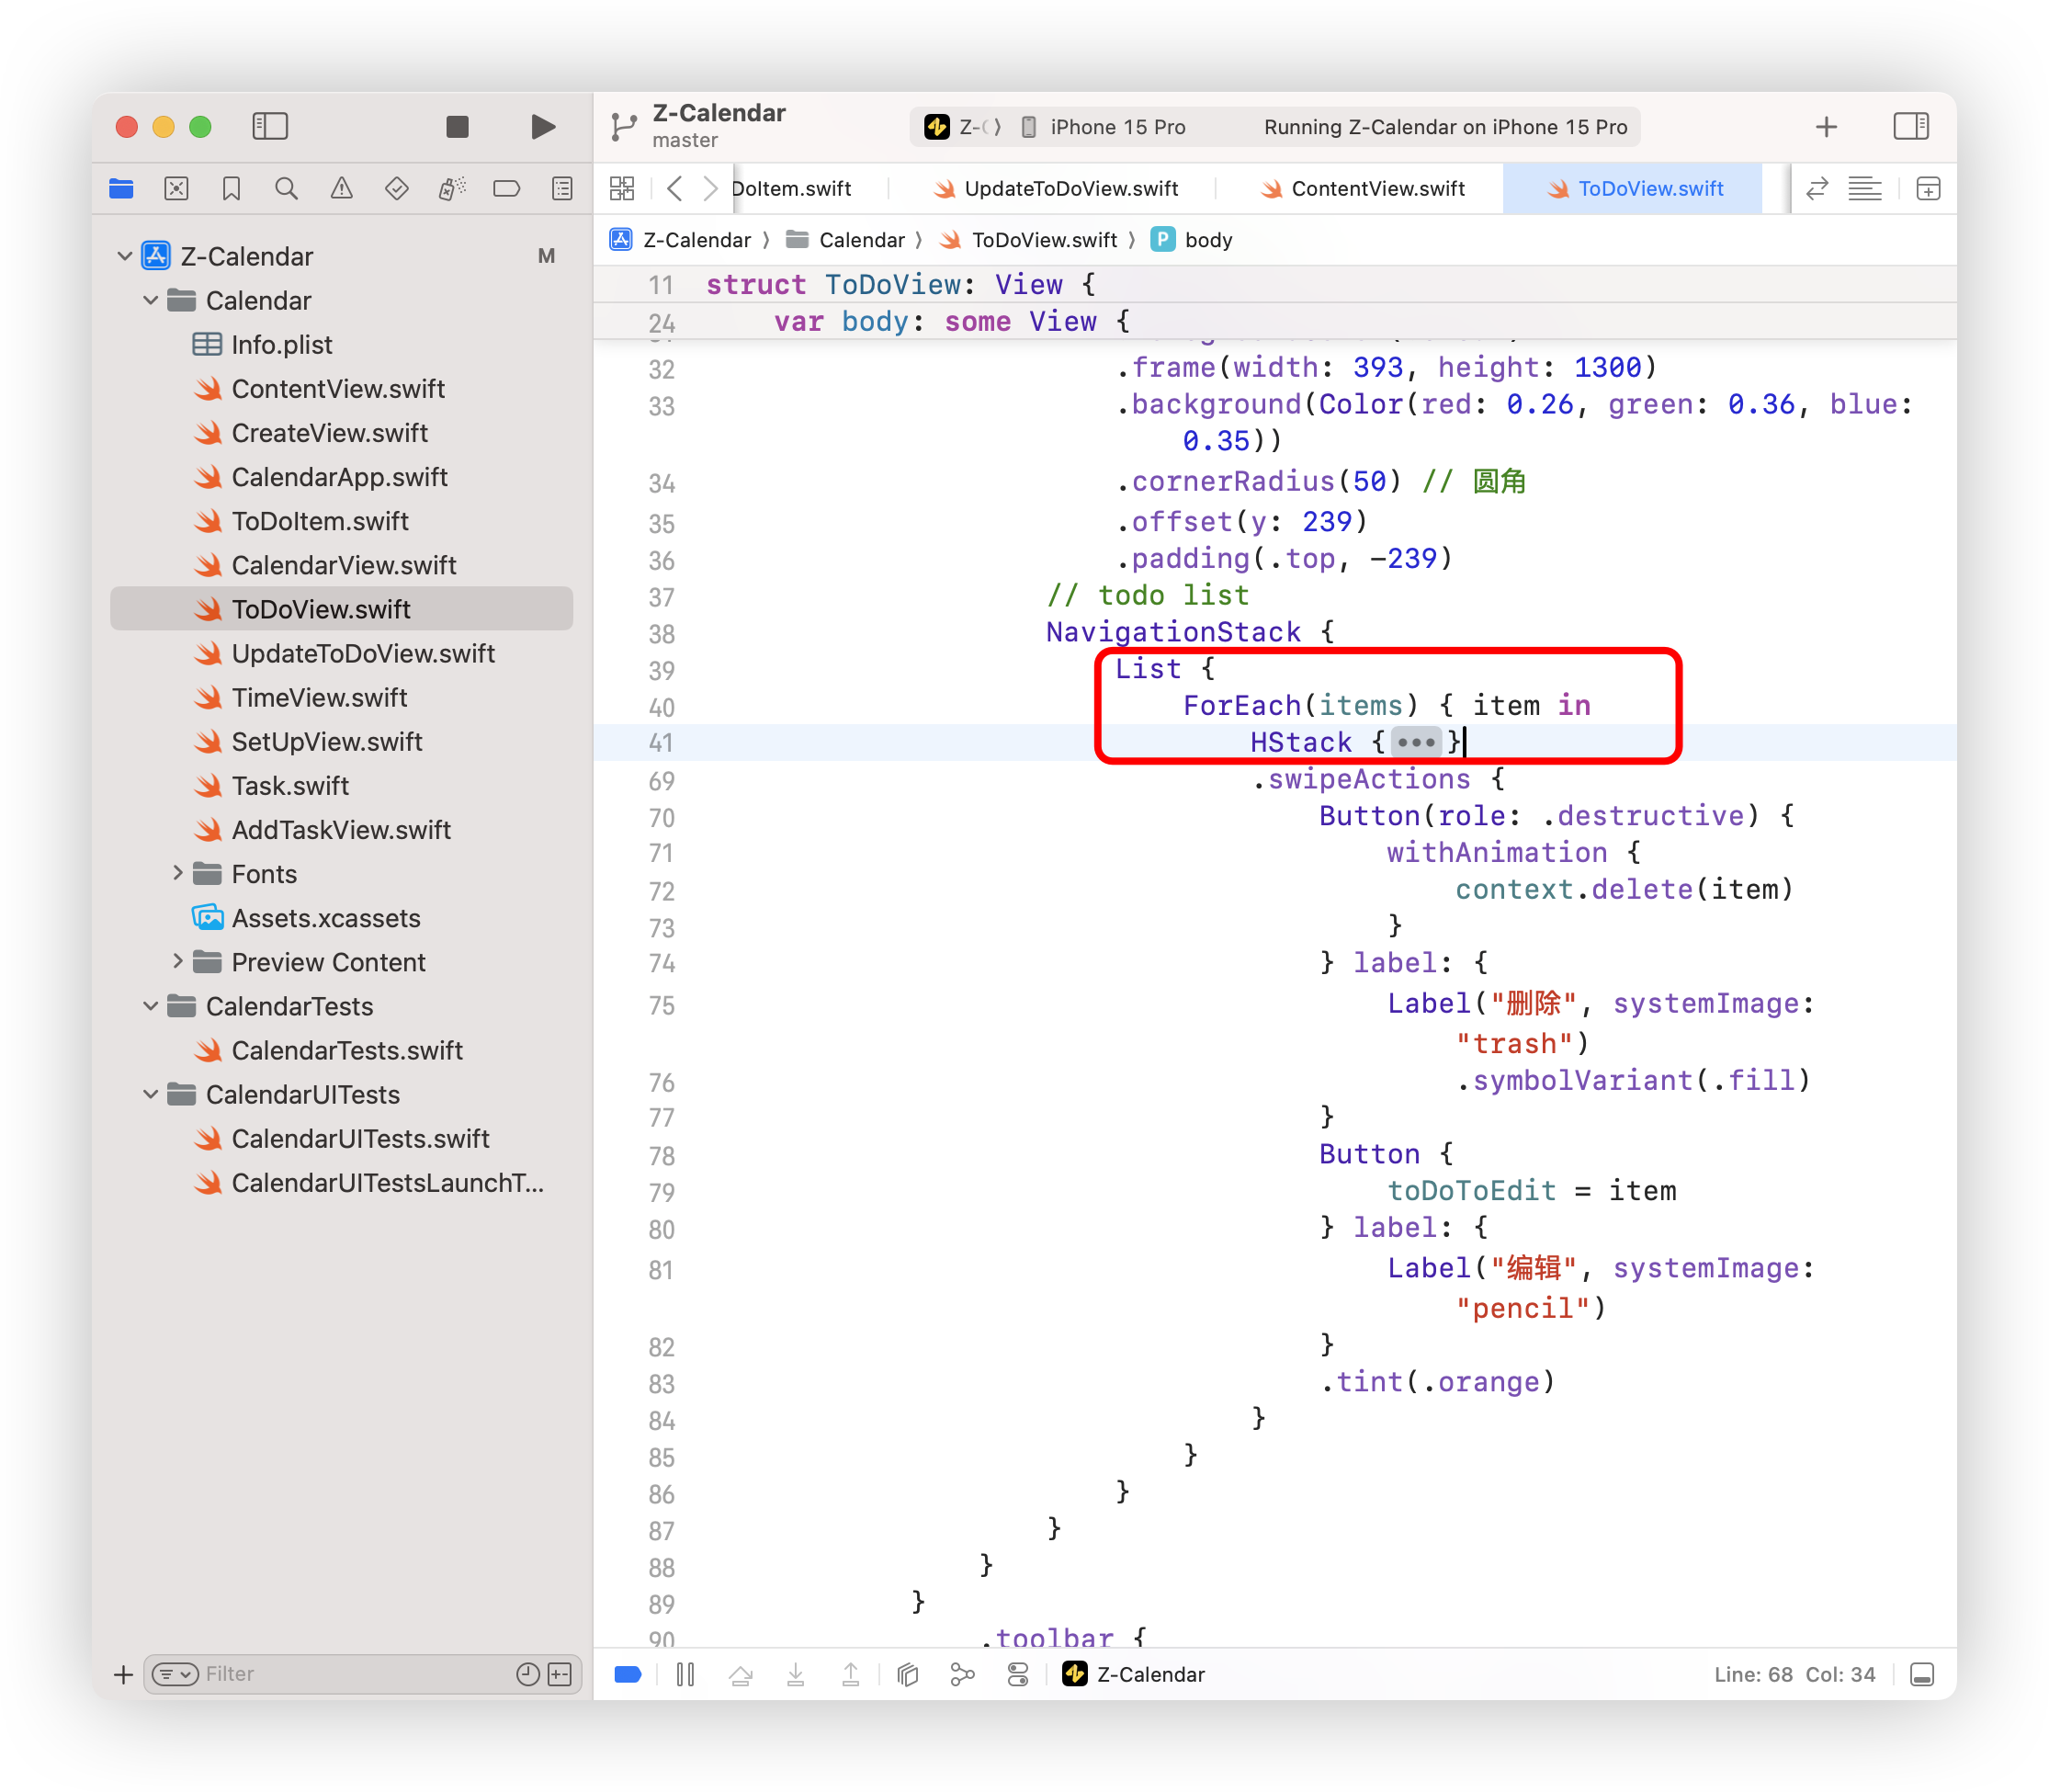 Z-Calendar
master
Z-
iPhone 15 Pro
Running Z-Calendar on iPhone 15 Pro
DoItem.swift
UpdateToDoView.swift
ContentView.swift
ToDoView.swift
Z-Calendar
Calendar
ToDoView.swift
P
body
Z-Calendar
M
Calendar
Info.plist
ContentView.swift
CreateView.swift
CalendarApp.swift
ToDoItem.swift
CalendarView.swift
ToDoView.swift
UpdateToDoView.swift
TimeView.swift
SetUpView.swift
Task.swift
AddTaskView.swift
Fonts
Assets.xcassets
Preview Content
CalendarTests
CalendarTests.swift
CalendarUITests
CalendarUITests.swift
CalendarUITestsLaunchT...
Filter
11 struct ToDoView: View {
24 var body: some View {
32 .frame(width: 393, height: 1300)
33 .background(Color(red: 0.26, green: 0.36, blue:
0.35))
34 .cornerRadius(50) // 圆角
35 .offset(y: 239)
36 .padding(.top, -239)
37 // todo list
38 NavigationStack {
39 List {
40 ForEach(items) { item in
41 HStack {•••}
69 .swipeActions {
70 Button(role: .destructive) {
71 withAnimation {
72 context.delete(item)
73 }
74 } label: {
75 Label("删除", systemImage:
"trash")
76 .symbolVariant(.fill)
77 }
78 Button {
79 toDoToEdit = item
80 } label: {
81 Label("编辑", systemImage:
"pencil")
82 }
83 .tint(.orange)
84 }
85 }
86 }
87 }
88 }
89 }
90 .toolbar {
Z-Calendar
Line: 68 Col: 34